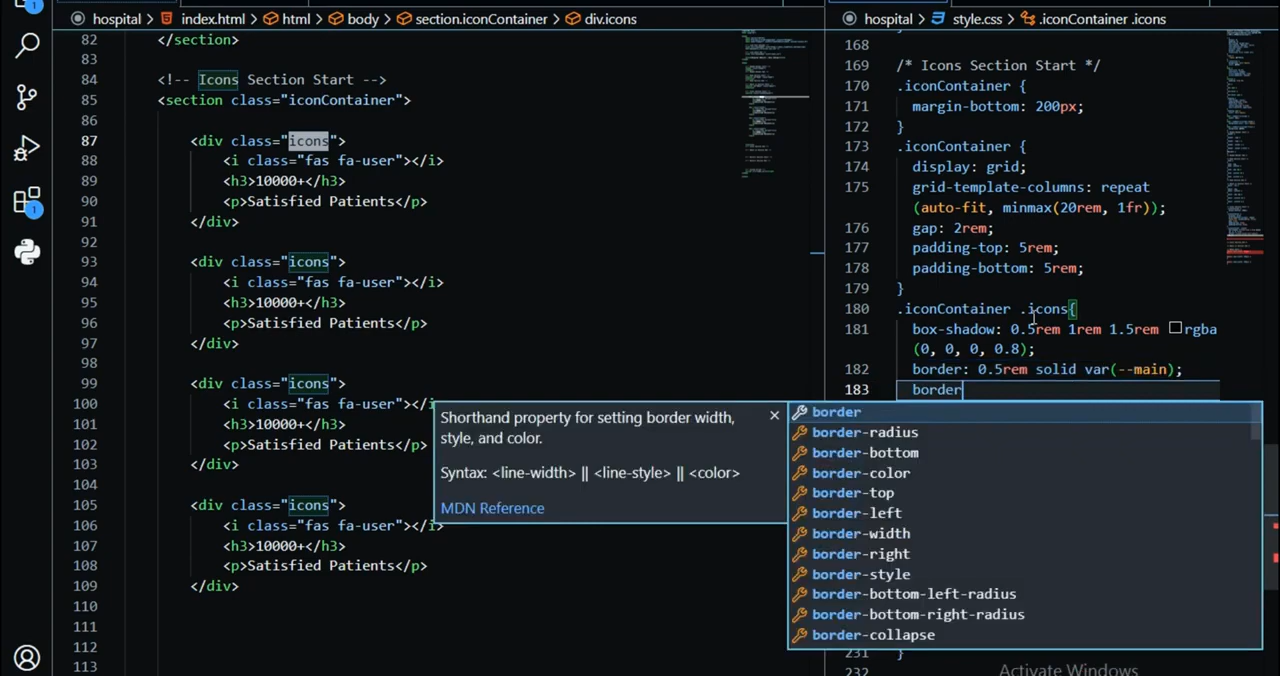 1
hospital > index.html > html > body > section.iconContainer > div.icons
82 </section>
83
84 <!-- Icons Section Start -->
85 <section class="iconContainer">
86
87 <div class="icons">
88 <i class="fas fa-user"></i>
89 <h3>10000+</h3>
90 <p>Satisfied Patients</p>
91 </div>
92
93 <div class="icons">
94 <i class="fas fa-user"></i>
95 <h3>10000+</h3>
96 <p>Satisfied Patients</p>
97 </div>
98
99 <div class="icons">
100 <i class="fas fa-user"></i>
101 <h3>10000+</h3>
102 <p>Satisfied Patients</p>
103 </div>
104
105 <div class="icons">
106 <i class="fas fa-user"></i>
107 <h3>10000+</h3>
108 <p>Satisfied Patients</p>
109 </div>
110
111
112
113
1
hospital > style.css > .iconContainer .icons
168
169 /* Icons Section Start */
170 .iconContainer {
171 margin-bottom: 200px;
172 }
173 .iconContainer {
174 display: grid;
175 grid-template-columns: repeat
(auto-fit, minmax(20rem, 1fr));
176 gap: 2rem;
177 padding-top: 5rem;
178 padding-bottom: 5rem;
179 }
180 .iconContainer .icons{
181 box-shadow: 0.5rem 1rem 1.5rem rgba
(0, 0, 0, 0.8);
182 border: 0.5rem solid var(--main);
183 border
Shorthand property for setting border width,
style, and color.
Syntax: <line-width> || <line-style> || <color>
MDN Reference
border
border-radius
border-bottom
border-color
border-top
border-left
border-width
border-right
border-style
border-bottom-left-radius
border-bottom-right-radius
border-collapse
231 }
232
Activate Windows